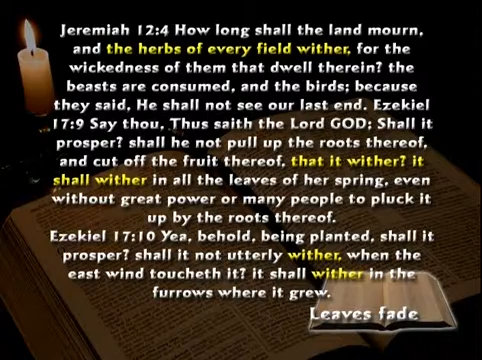 Jeremiah 12:4 How long shall the land mourn,
and the herbs of every field wither, for the
wickedness of them that dwell therein? the
beasts are consumed, and the birds; because
they said, He shall not see our last end. Ezekiel
17:9 Say thou, Thus saith the Lord GOD; Shall it
prosper? shall he not pull up the roots thereof,
and cut off the fruit thereof, that it wither? it
shall wither in all the leaves of her spring, even
without great power or many people to pluck it
up by the roots thereof.
Ezekiel 17:10 Yea, behold, being planted, shall it
prosper? shall it not utterly wither, when the
east wind toucheth it? it shall wither in the
furrows where it grew.
Leaves fade